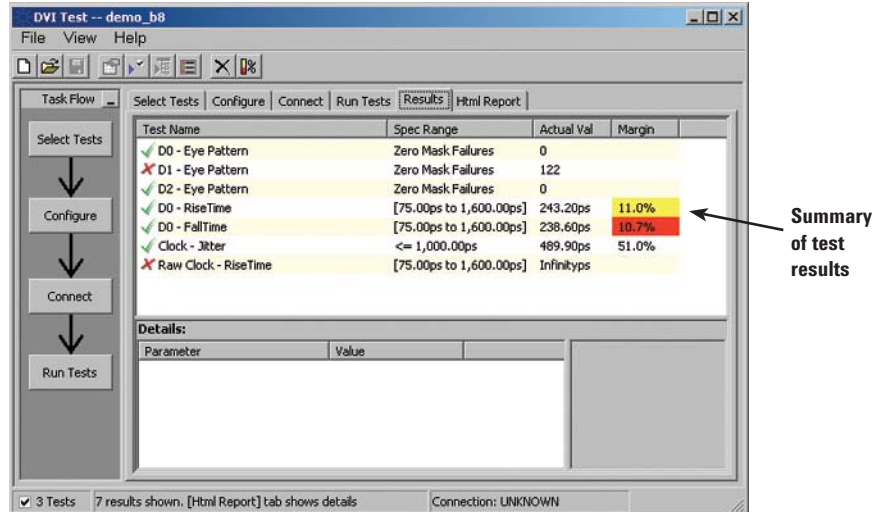 DVI Test -- demo_b8
File View Help
Task Flow
Select Tests
Configure
Connect
Run Tests
Select Tests Configure Connect Run Tests Results Html Report
Test Name Spec Range Actual Val Margin
D0 - Eye Pattern Zero Mask Failures 0
D1 - Eye Pattern Zero Mask Failures 122
D2 - Eye Pattern Zero Mask Failures 0
D0 - RiseTime [75.00ps to 1,600.00ps] 243.20ps 11.0%
D0 - FallTime [75.00ps to 1,600.00ps] 238.60ps 10.7%
Clock - Jitter <= 1,000.00ps 489.90ps 51.0%
Raw Clock - RiseTime [75.00ps to 1,600.00ps] Infinityps
Summary
of test
results
Details:
Parameter Value
3 Tests 7 results shown. [Html Report] tab shows details Connection: UNKNOWN